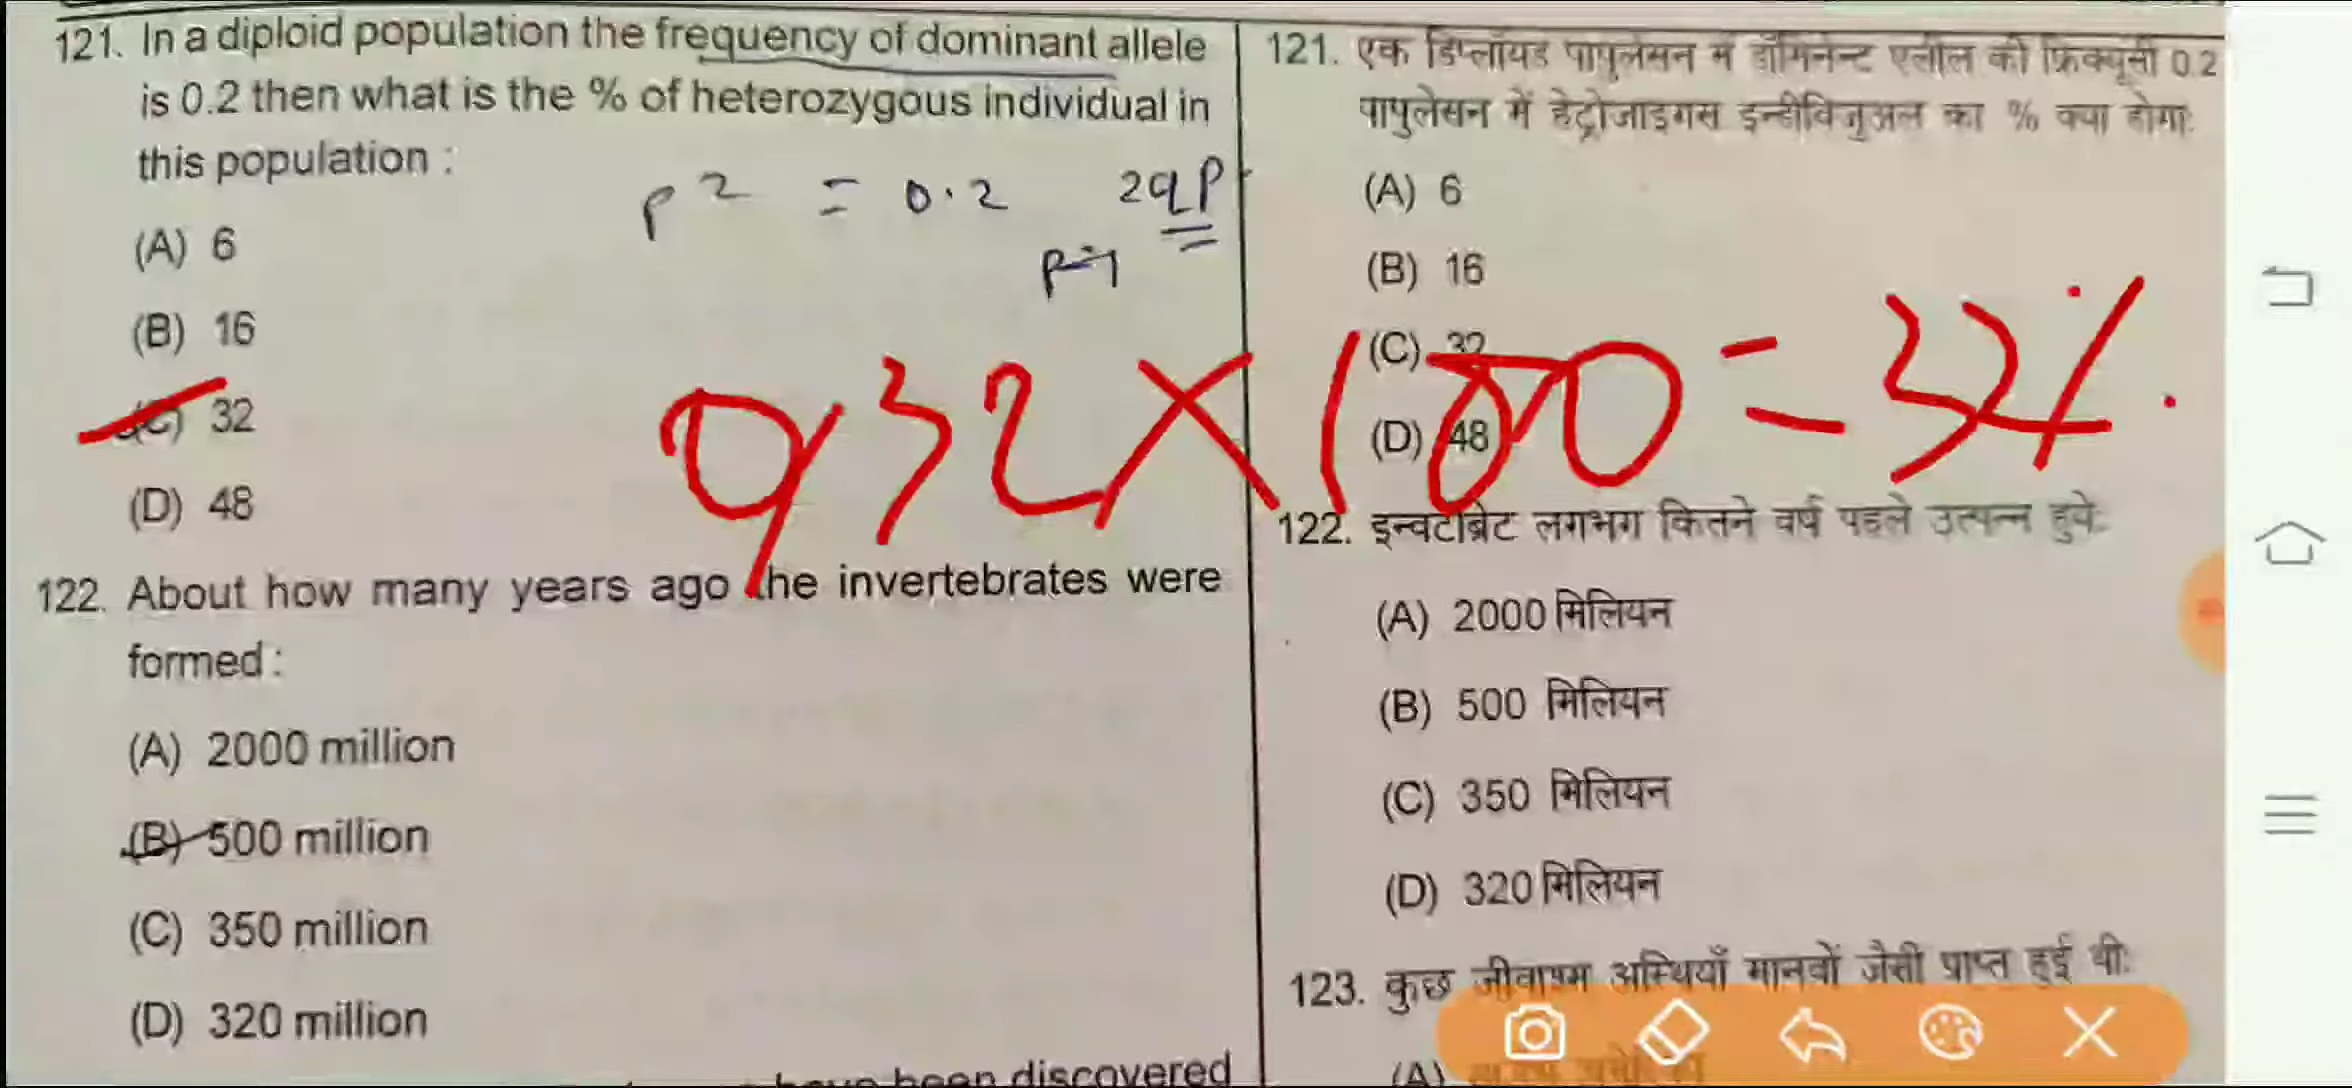 121. In a diploid population the frequency of dominant allele
is 0.2 then what is the % of heterozygous individual in
this population :
p² = 0.2 2qp
(A) 6
(B) 16
(C) 32
(D) 48
0.32 × 100 = 32%
122. About how many years ago the invertebrates were
formed :
(A) 2000 million
(B) 500 million
(C) 350 million
(D) 320 million
have been discovered
121. एक डिप्लॉयड पापुलेसन में डॉमिनेन्ट एलील की फ्रिक्यूंसी 0.2
पापुलेसन में हेट्रोजाइगस इन्डीविजुअल का % क्या होगा:
(A) 6
(B) 16
(C) 32
(D) 48
122. इन्वर्टीब्रेट लगभग कितने वर्ष पहले उत्पन्न हुये:
(A) 2000 मिलियन
(B) 500 मिलियन
(C) 350 मिलियन
(D) 320 मिलियन
123. कुछ जीवाश्म अस्थियाँ मानवों जैसी प्राप्त हुई थी:
(A)